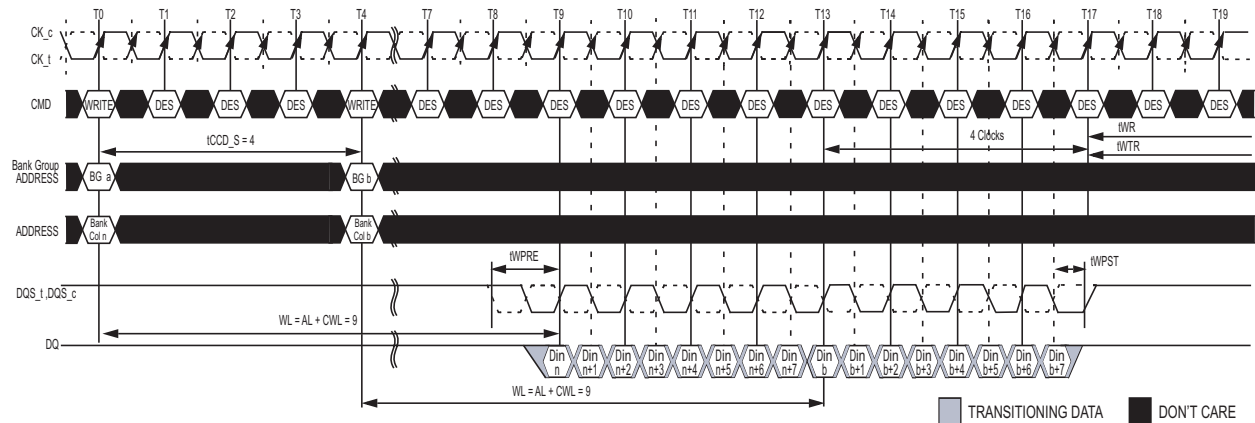 T0 T1 T2 T3 T4 T7 T8 T9 T10 T11 T12 T13 T14 T15 T16 T17 T18 T19
CK_c
CK_t
CMD WRITE DES DES DES WRITE DES DES DES DES DES DES DES DES DES DES DES DES DES
tCCD_S = 4 4 Clocks tWR
tWTR
Bank Group
ADDRESS BG a BG b
ADDRESS Bank Col n Bank Col b
tWPRE tWPST
DQS_t ,DQS_c
WL = AL + CWL = 9
DQ Din n Din n+1 Din n+2 Din n+3 Din n+4 Din n+5 Din n+6 Din n+7 Din b Din b+1 Din b+2 Din b+3 Din b+4 Din b+5 Din b+6 Din b+7
WL = AL + CWL = 9
TRANSITIONING DATA DON'T CARE